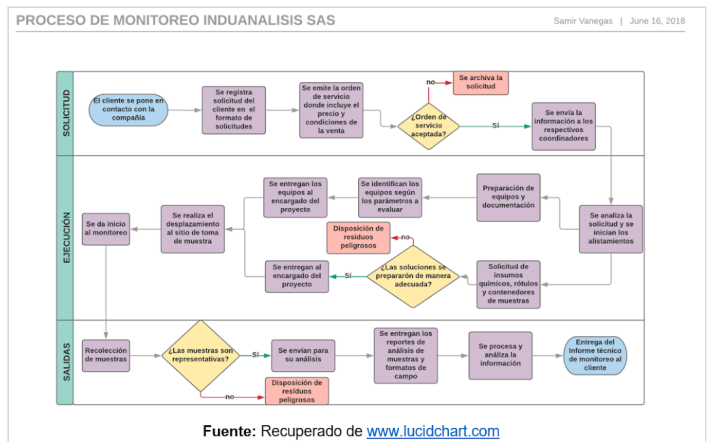 PROCESO DE MONITOREO INDUANALISIS SAS
Samir Vanegas | June 16, 2018
SOLICITUD
El cliente se pone en
contacto con la
compañía
Se registra
solicitud del
cliente en el
formato de
solicitudes
Se emite la orden
de servicio
donde incluye el
precio y
condiciones de
la venta
¿Orden de
servicio
aceptada?
no
Se archiva la
solicitud
SÍ
Se envía la
información a los
respectivos
coordinadores
EJECUCIÓN
Se analiza la
solicitud y se
inician los
alistamientos
Preparación de
equipos y
documentación
Se identifican los
equipos según
los parámetros a
evaluar
Se entregan los
equipos al
encargado del
proyecto
Solicitud de
insumos
químicos, rótulos
y contenedores
de muestras
¿Las soluciones se
prepararón de manera
adecuada?
no
Disposición de
residuos
peligrosos
SÍ
Se entregan al
encargado del
proyecto
Se realiza el
desplazamiento
al sitio de toma
de muestra
Se da inicio
al monitoreo
SALIDAS
Recolección
de muestras
¿Las muestras son
representativas?
SÍ
no
Disposición de
resíduos
peligrosos
Se envían para
su análisis
Se entregan los
reportes de
análisis de
muestras y
formatos de
campo
Se procesa y
análiza la
información
Entrega del
Informe técnico
de monitoreo al
cliente
Fuente: Recuperado de www.lucidchart.com